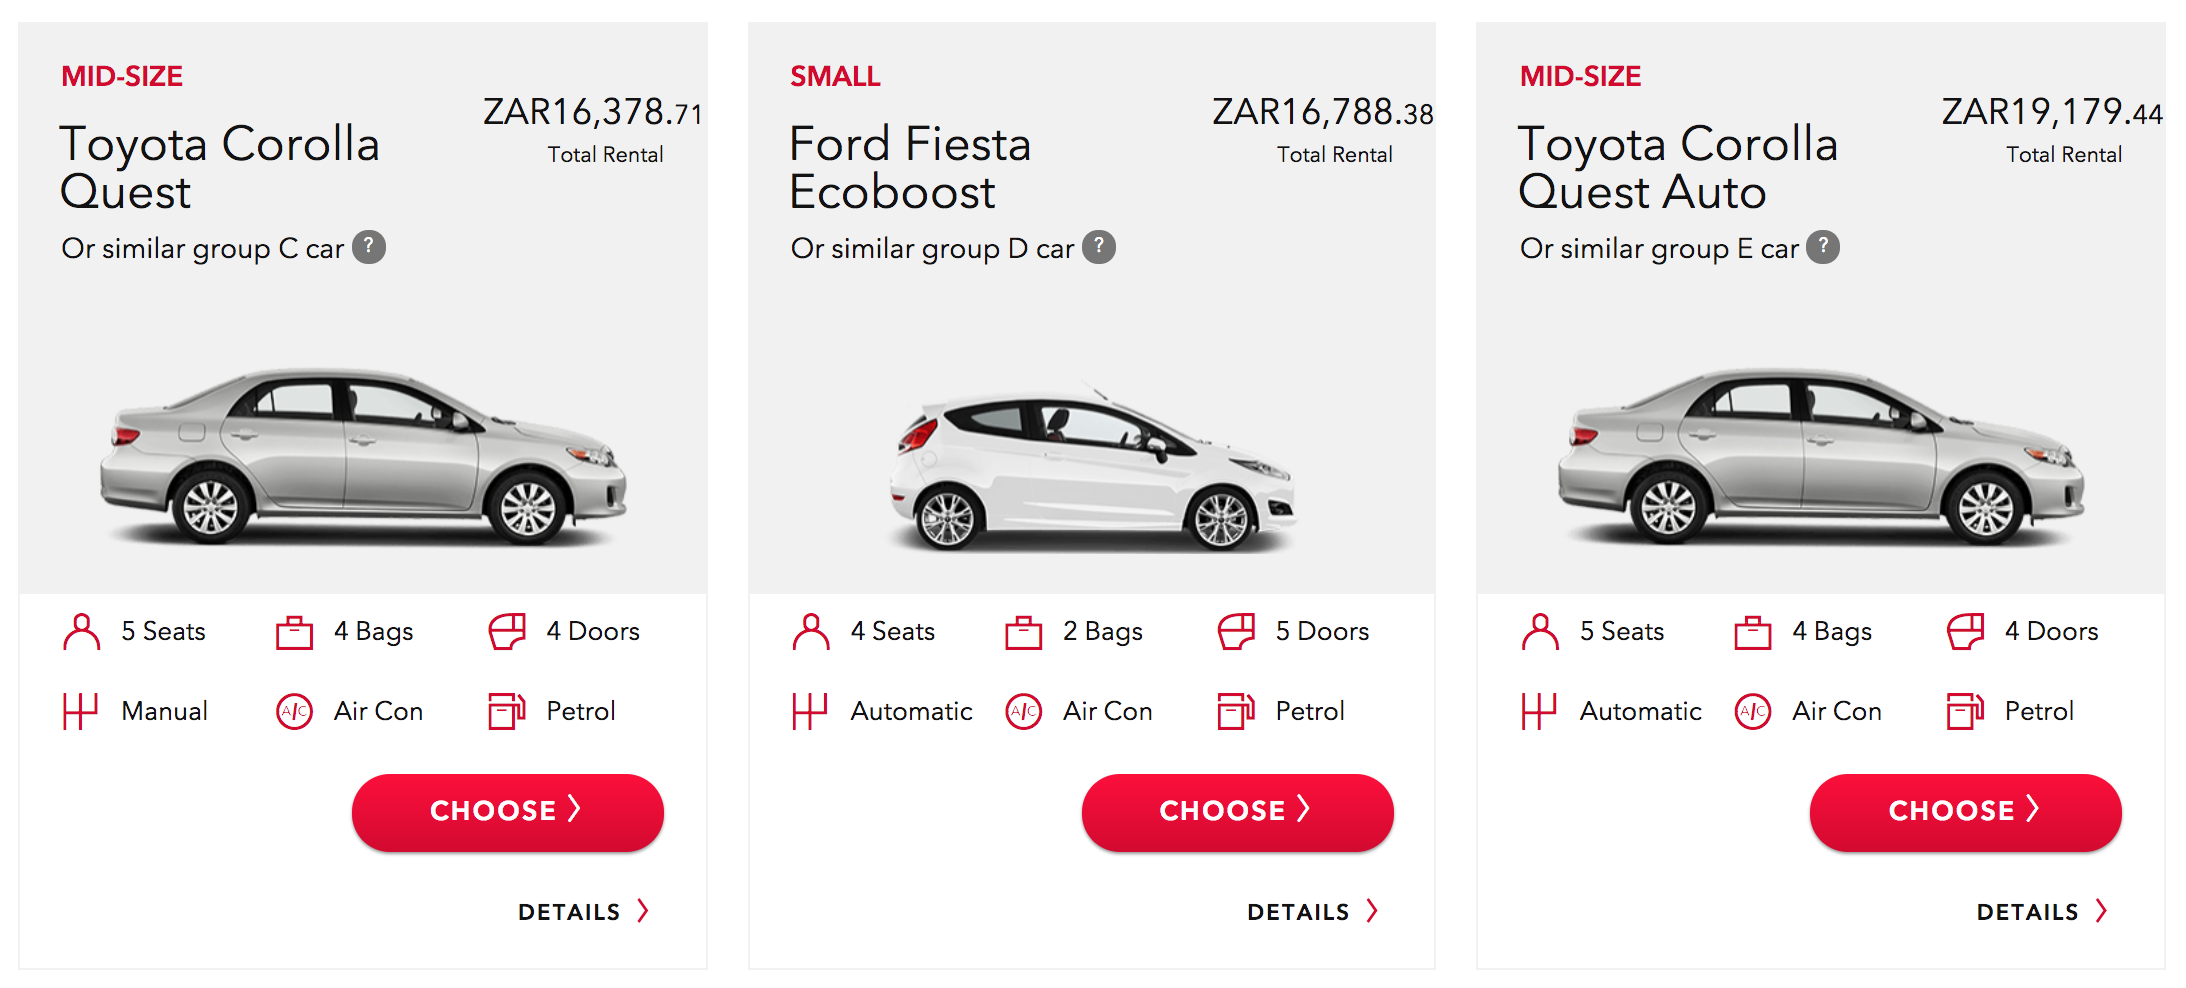 MID-SIZE
ZAR16,378.71
Total Rental
Toyota Corolla
Quest
Or similar group C car ?
5 Seats
4 Bags
4 Doors
Manual
A/C
Air Con
Petrol
CHOOSE
DETAILS
SMALL
ZAR16,788.38
Total Rental
Ford Fiesta
Ecoboost
Or similar group D car ?
4 Seats
2 Bags
5 Doors
Automatic
A/C
Air Con
Petrol
CHOOSE
DETAILS
MID-SIZE
ZAR19,179.44
Total Rental
Toyota Corolla
Quest Auto
Or similar group E car ?
5 Seats
4 Bags
4 Doors
Automatic
A/C
Air Con
Petrol
CHOOSE
DETAILS